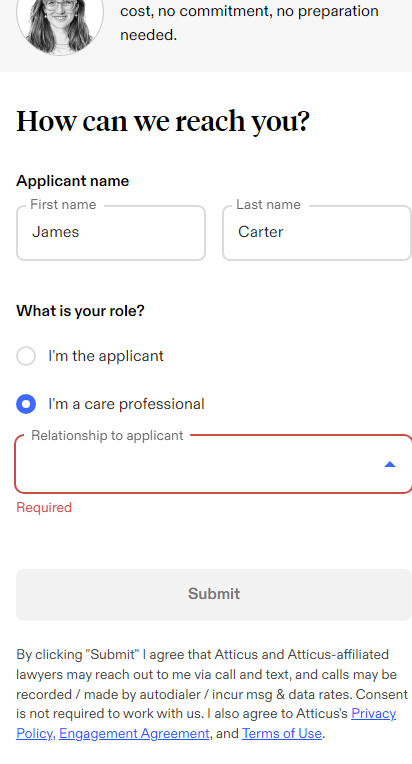 cost, no commitment, no preparation
needed.
How can we reach you?
Applicant name
First name
Last name
James
Carter
What is your role?
I'm the applicant
I'm a care professional
Relationship to applicant
Required
Submit
By clicking "Submit" I agree that Atticus and Atticus-affiliated
lawyers may reach out to me via call and text, and calls may be
recorded / made by autodialer / incur msg & data rates. Consent
is not required to work with us. I also agree to Atticus's Privacy
Policy, Engagement Agreement, and Terms of Use.